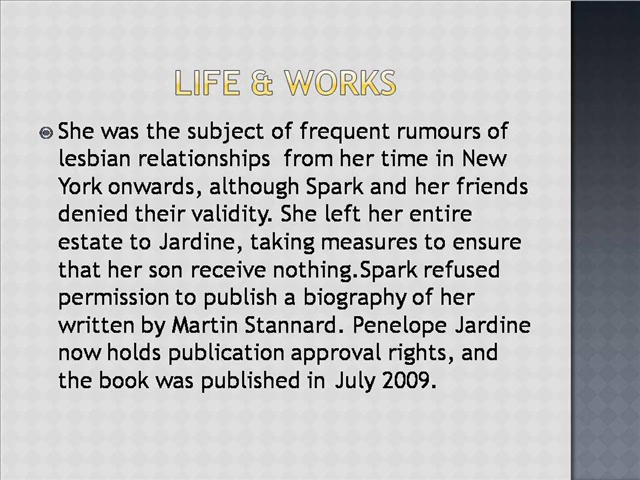 LIFE & WORKS
She was the subject of frequent rumours of
lesbian relationships  from her time in New
York onwards, although Spark and her friends
denied their validity. She left her entire
estate to Jardine, taking measures to ensure
that her son receive nothing.Spark refused
permission to publish a biography of her
written by Martin Stannard. Penelope Jardine
now holds publication approval rights, and
the book was published in July 2009.